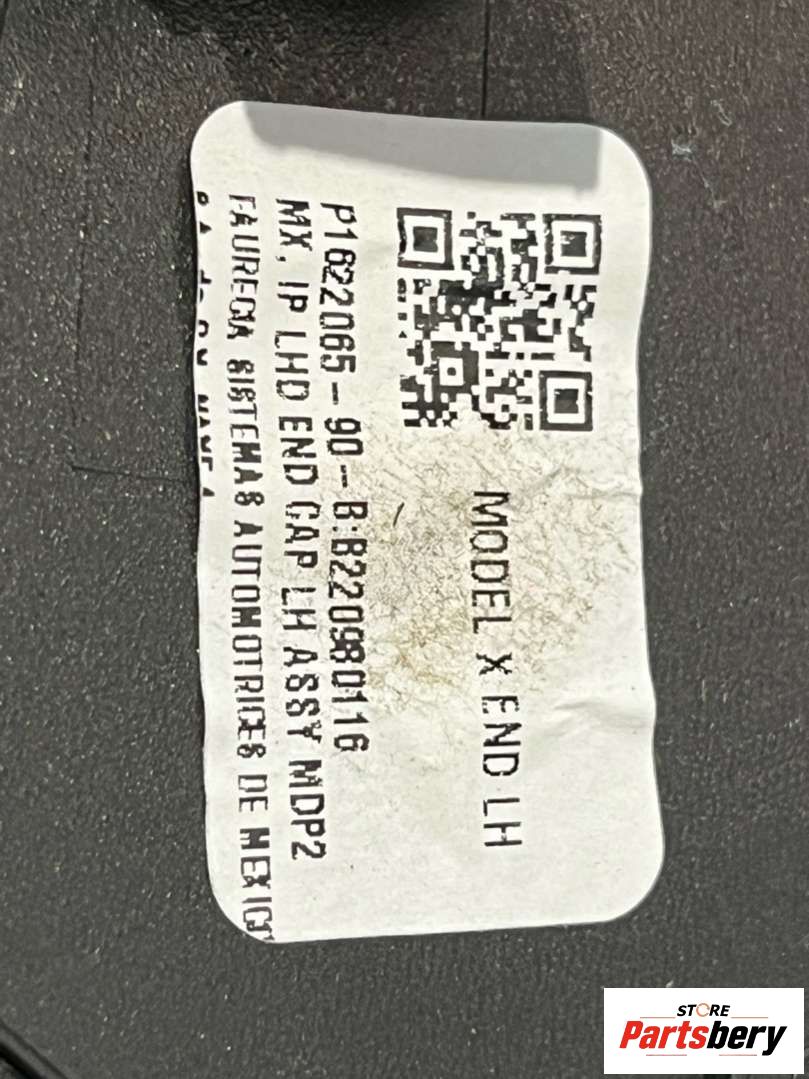 MODEL X END LH
P1622065-90-B:B220980116
MX, IP LHD END CAP LH ASSY MDP2
FAURECIA SISTEMAS AUTOMOTRICES DE MEXICO
STORE
Partsbery